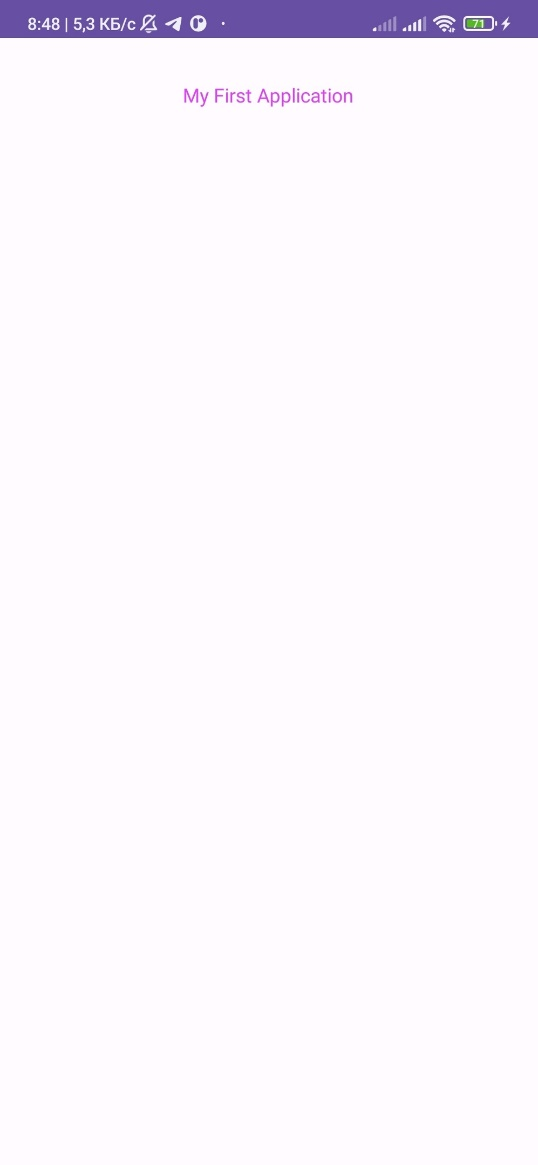 8:48 | 5,3 КБ/с
71
My First Application